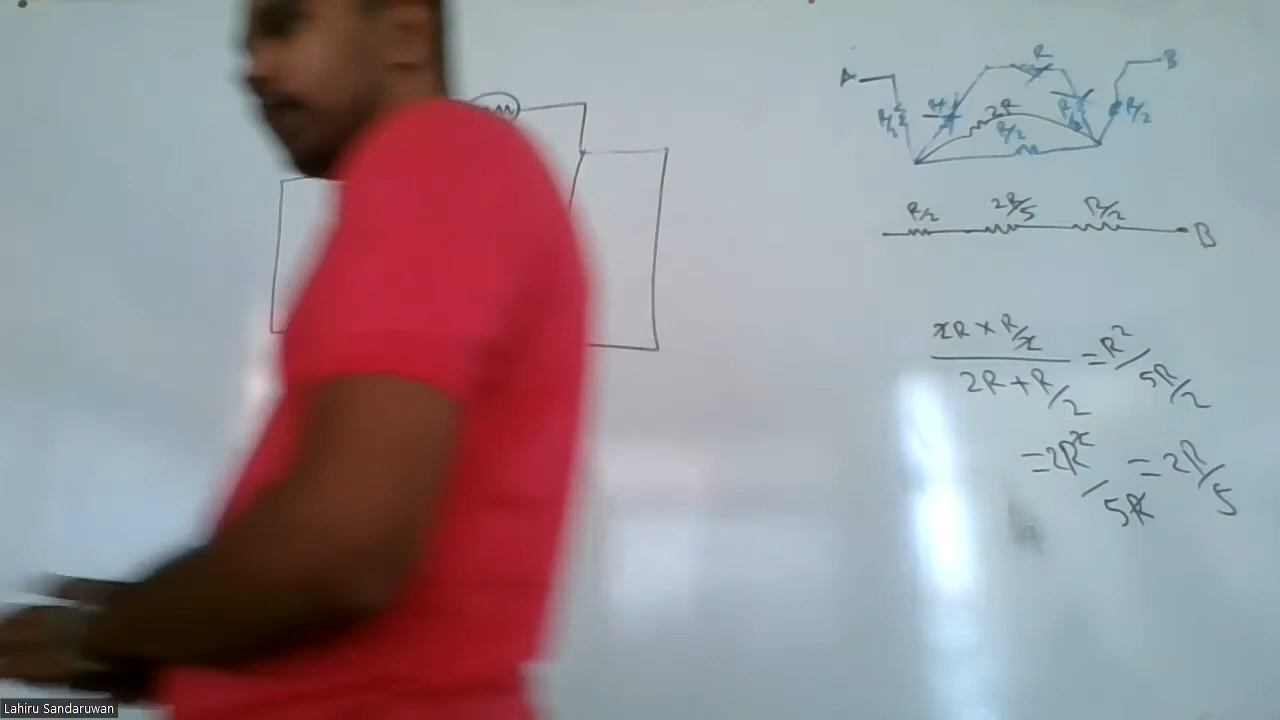 R
A B
R/2 R/2 2R R/2 R/2
R/2 2R/5 R/2
B
2R × R/2
= R²/5R/2
2R + R/2
= 2R²/5R = 2R/5
Lahiru Sandaruwan